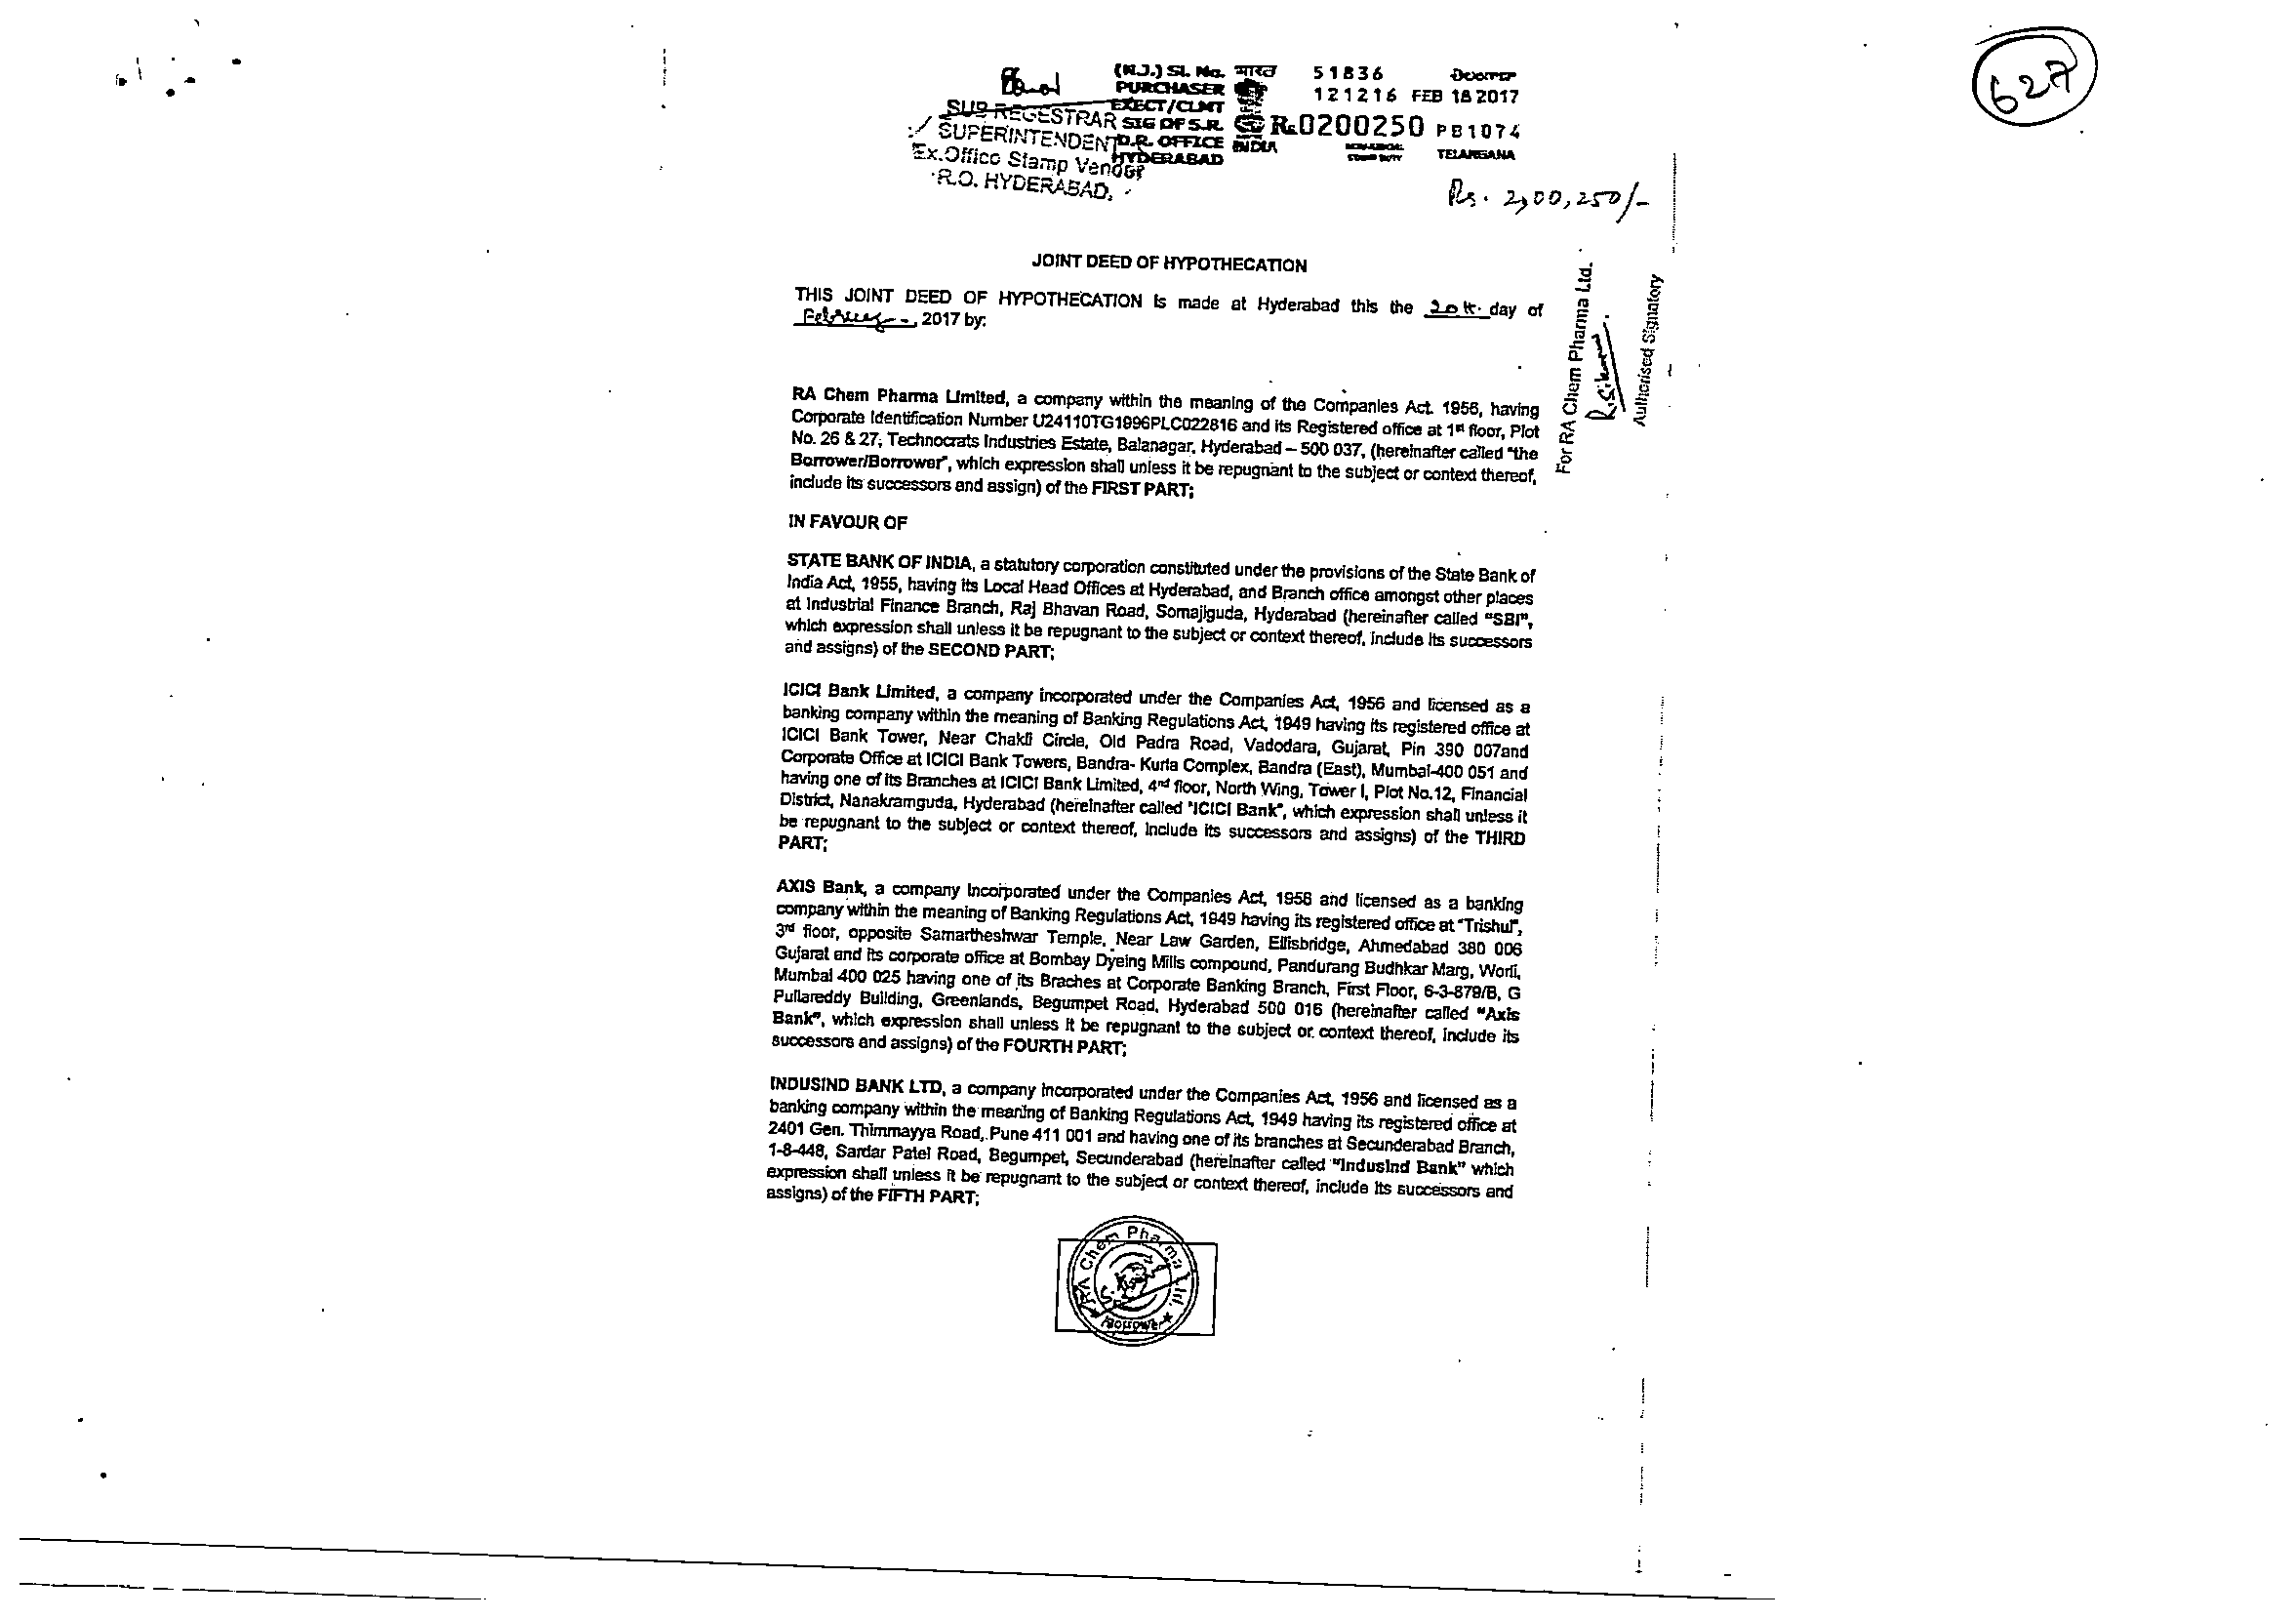 627
(N.J.) Sl. No. भारत 51836
PURCHASER 121216 FEB 18 2017
SUB REGESTRAR EXECT/CLMT
SUPERINTENDENT SIG OF S.R. Rs.0200250 PB1074
Ex.Offico Stamp Vendor D.R. OFFICE INDIA
R.O. HYDERABAD. HYDERABAD TELANGANA
Rs. 2,00,250/-
JOINT DEED OF HYPOTHECATION
THIS JOINT DEED OF HYPOTHECATION is made at Hyderabad this the 20th day of
February, 2017 by:
For RA Chem Pharma Ltd.
Authorised Signatory
RA Chem Pharma Limited, a company within the meaning of the Companies Act. 1956, having
Corporate Identification Number U24110TG1996PLC022816 and its Registered office at 1st floor, Plot
No. 26 & 27, Technocrats Industries Estate, Balanagar, Hyderabad – 500 037, (hereinafter called "the
Borrower/Borrower", which expression shall unless it be repugnant to the subject or context thereof,
include its successors and assign) of the FIRST PART;
IN FAVOUR OF
STATE BANK OF INDIA, a statutory corporation constituted under the provisions of the State Bank of
India Act, 1955, having its Local Head Offices at Hyderabad, and Branch office amongst other places
at Industrial Finance Branch, Raj Bhavan Road, Somajiguda, Hyderabad (hereinafter called "SBI",
which expression shall unless it be repugnant to the subject or context thereof, include its successors
and assigns) of the SECOND PART;
ICICI Bank Limited, a company incorporated under the Companies Act, 1956 and licensed as a
banking company within the meaning of Banking Regulations Act, 1949 having its registered office at
ICICI Bank Tower, Near Chakli Circle, Old Padra Road, Vadodara, Gujarat, Pin 390 007and
Corporate Office at ICICI Bank Towers, Bandra- Kurla Complex, Bandra (East), Mumbai-400 051 and
having one of its Branches at ICICI Bank Limited, 4rd floor, North Wing, Tower I, Plot No.12, Financial
District, Nanakramguda, Hyderabad (hereinafter called "ICICI Bank", which expression shall unless it
be repugnant to the subject or context thereof, include its successors and assigns) of the THIRD
PART;
AXIS Bank, a company incorporated under the Companies Act, 1956 and licensed as a banking
company within the meaning of Banking Regulations Act, 1949 having its registered office at "Trishul",
3rd floor, opposite Samartheshwar Temple, Near Law Garden, Ellisbridge, Ahmedabad 380 006
Gujarat and its corporate office at Bombay Dyeing Mills compound, Pandurang Budhkar Marg, Worli,
Mumbai 400 025 having one of its Braches at Corporate Banking Branch, First Floor, 6-3-879/B, G
Pullareddy Building, Greenlands, Begumpet Road, Hyderabad 500 016 (hereinafter called "Axis
Bank", which expression shall unless it be repugnant to the subject or context thereof, include its
successors and assigns) of the FOURTH PART;
INDUSIND BANK LTD, a company incorporated under the Companies Act, 1956 and licensed as a
banking company within the meaning of Banking Regulations Act, 1949 having its registered office at
2401 Gen. Thimmayya Road, Pune 411 001 and having one of its branches at Secunderabad Branch,
1-8-448, Sardar Patel Road, Begumpet, Secunderabad (hereinafter called "IndusInd Bank" which
expression shall unless it be repugnant to the subject or context thereof, include its successors and
assigns) of the FIFTH PART;
RA Chem Pharma Ltd.
Borrower